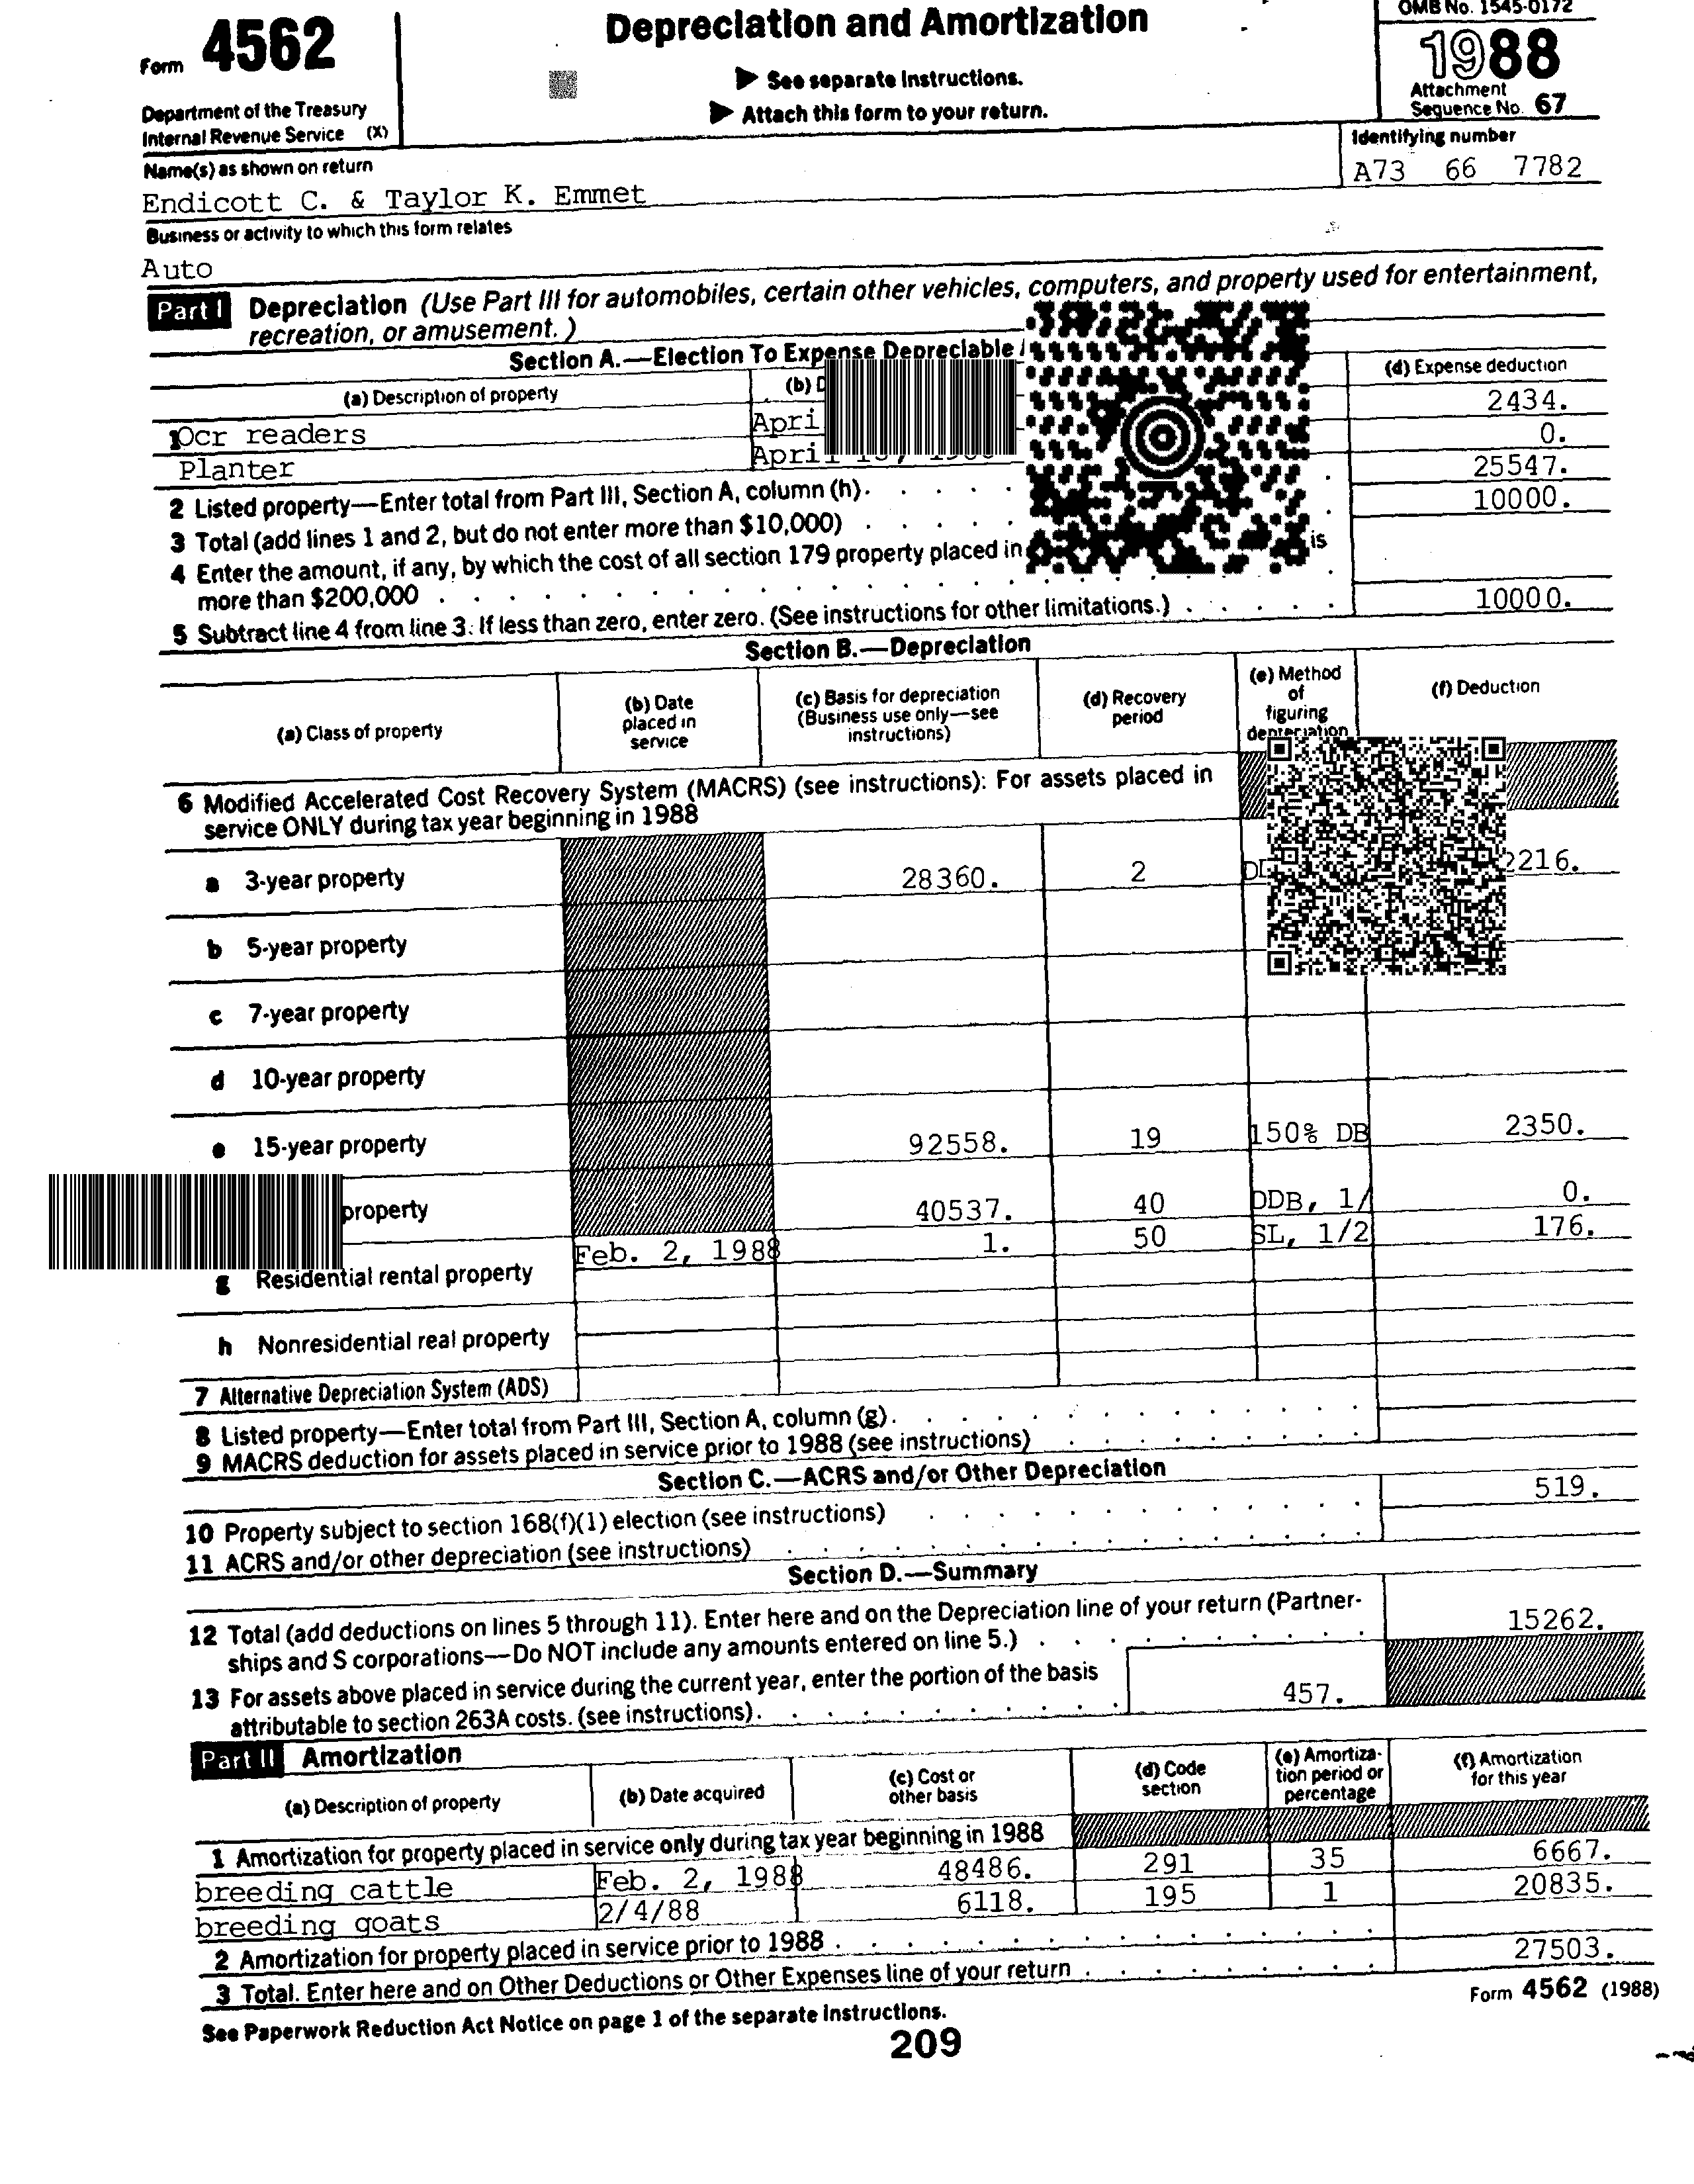 Form 4562
Department of the Treasury
Internal Revenue Service (X)
Depreciation and Amortization
▶ See separate Instructions.
▶ Attach this form to your return.
OMB No. 1545-0172
1988
Attachment
Sequence No. 67
Name(s) as shown on return
Endicott C. & Taylor K. Emmet
Identifying number
A73 66 7782
Business or activity to which this form relates
Auto
Part I Depreciation (Use Part III for automobiles, certain other vehicles, computers, and property used for entertainment,
recreation, or amusement.)
Section A.—Election To Expense Depreciable
(a) Description of property (b) (d) Expense deduction
1 Ocr readers 2434.
Planter 0.
2 Listed property—Enter total from Part III, Section A, column (h) . . . . . 25547.
3 Total (add lines 1 and 2, but do not enter more than $10,000) . . . . . 10000.
4 Enter the amount, if any, by which the cost of all section 179 property placed in is
more than $200,000 . . . . . . . . . . . . . . . . .
5 Subtract line 4 from line 3. If less than zero, enter zero. (See instructions for other limitations.) . . . . . . 10000.
Section B.—Depreciation
(a) Class of property
(b) Date
placed in
service
(c) Basis for depreciation
(Business use only—see
instructions)
(d) Recovery
period
(e) Method
of
figuring
depreciation
(f) Deduction
6 Modified Accelerated Cost Recovery System (MACRS) (see instructions): For assets placed in
service ONLY during tax year beginning in 1988
a 3-year property 28360. 2 2216.
b 5-year property
c 7-year property
d 10-year property
e 15-year property 92558. 19 150% DB 2350.
property 40537. 40 DDB, 1/ 0.
Feb. 2, 1988 1. 50 SL, 1/2 176.
g Residential rental property
h Nonresidential real property
7 Alternative Depreciation System (ADS)
8 Listed property—Enter total from Part III, Section A, column (g) . . . . . . . . . .
9 MACRS deduction for assets placed in service prior to 1988 (see instructions) . . . . . . . .
Section C.—ACRS and/or Other Depreciation
10 Property subject to section 168(f)(1) election (see instructions) . . . . . . . . . . 519.
11 ACRS and/or other depreciation (see instructions) . . . . . . . . . . . .
Section D.—Summary
12 Total (add deductions on lines 5 through 11). Enter here and on the Depreciation line of your return (Partner-
ships and S corporations—Do NOT include any amounts entered on line 5.) . . . . . . . . . 15262.
13 For assets above placed in service during the current year, enter the portion of the basis
attributable to section 263A costs. (see instructions) . . . . . . . . . . . 457.
Part II Amortization
(a) Description of property
(b) Date acquired
(c) Cost or
other basis
(d) Code
section
(e) Amortiza-
tion period or
percentage
(f) Amortization
for this year
1 Amortization for property placed in service only during tax year beginning in 1988
breeding cattle Feb. 2, 1988 48486. 291 35 6667.
breeding goats 2/4/88 6118. 195 1 20835.
2 Amortization for property placed in service prior to 1988 . . . . . . . . . . . . .
3 Total. Enter here and on Other Deductions or Other Expenses line of your return . . . . . . . 27503.
See Paperwork Reduction Act Notice on page 1 of the separate instructions.
Form 4562 (1988)
209